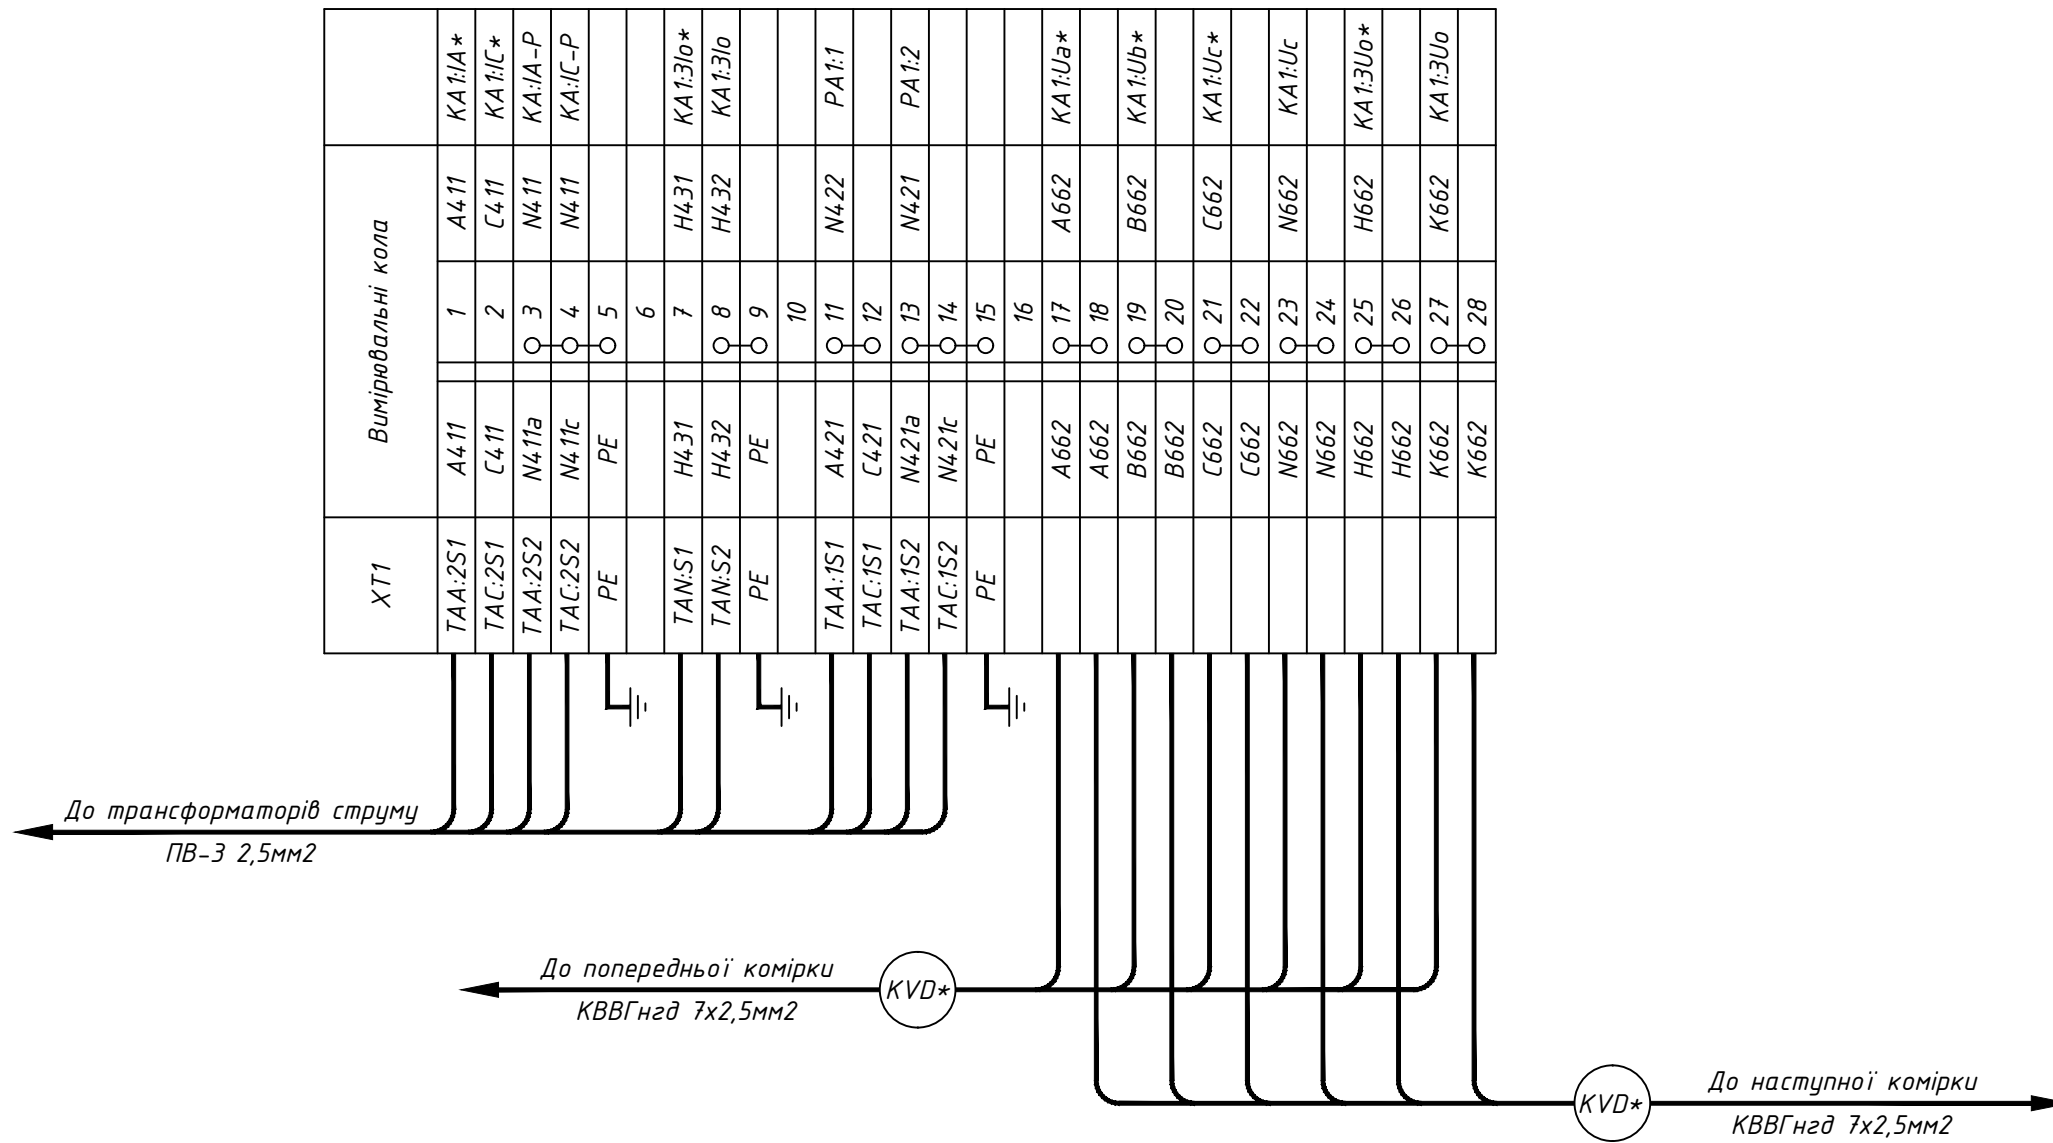 KA1:IA*
KA1:IC*
KA:IA-P
KA:IC-P
KA1:3Io*
KA1:3Io
PA1:1
PA1:2
KA1:Ua*
KA1:Ub*
KA1:Uc*
KA1:Uc
KA1:3Uo*
KA1:3Uo
Вимірювальні кола
A411
C411
N411
N411
H431
H432
N422
N421
A662
B662
C662
N662
H662
K662
1
2
3
4
5
6
7
8
9
10
11
12
13
14
15
16
17
18
19
20
21
22
23
24
25
26
27
28
A411
C411
N411a
N411c
PE
H431
H432
PE
A421
C421
N421a
N421c
PE
A662
A662
B662
B662
C662
C662
N662
N662
H662
H662
K662
K662
XT1
TAA:2S1
TAC:2S1
TAA:2S2
TAC:2S2
PE
TAN:S1
TAN:S2
PE
TAA:1S1
TAC:1S1
TAA:1S2
TAC:1S2
PE
До трансформаторів струму
ПВ-3 2,5мм2
До попередньої комірки
KVD*
КВВГнгд 7х2,5мм2
До наступної комірки
KVD*
КВВГнгд 7х2,5мм2